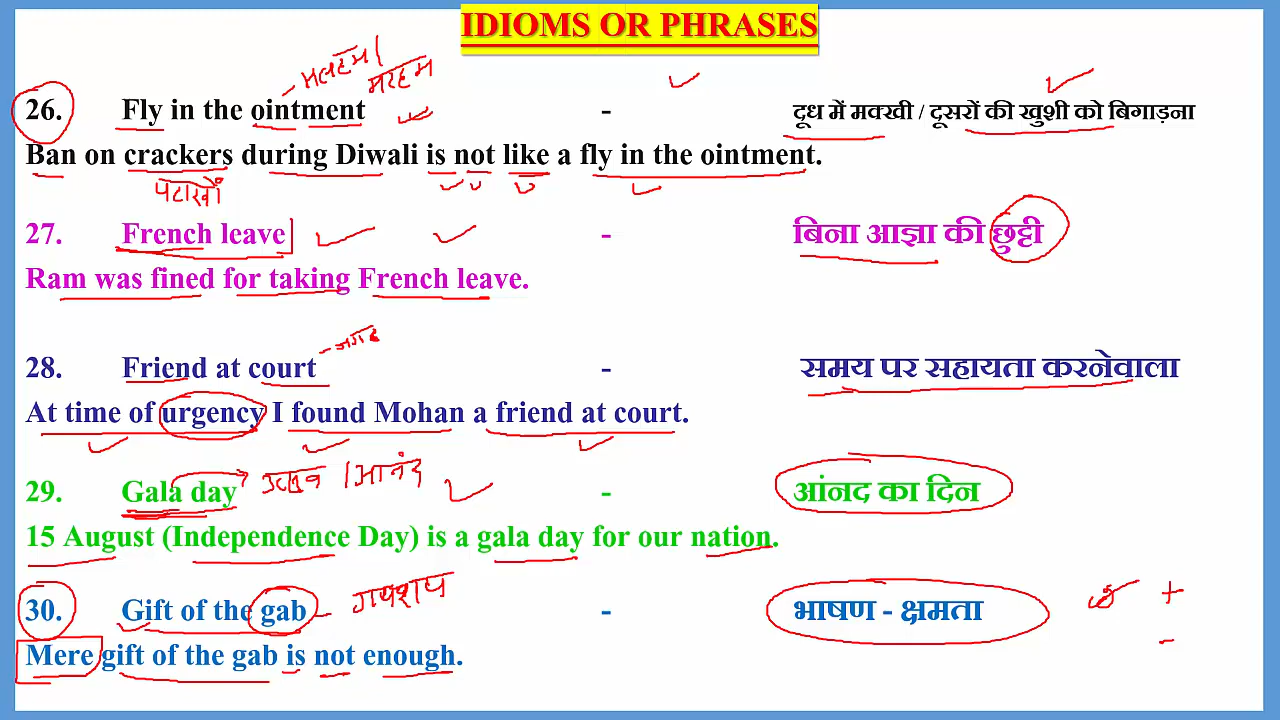 IDIOMS OR PHRASES
मलहम /
मरहम
26. Fly in the ointment - दूध में मक्खी / दूसरों की खुशी को बिगाड़ना
Ban on crackers during Diwali is not like a fly in the ointment.
पटाखों
27. French leave - बिना आज्ञा की छुट्टी
Ram was fined for taking French leave.
28. Friend at court - समय पर सहायता करनेवाला
At time of urgency I found Mohan a friend at court.
उत्सव / आनंद
29. Gala day - आंनद का दिन
15 August (Independence Day) is a gala day for our nation.
गपशप
30. Gift of the gab - भाषण - क्षमता
+
-
Mere gift of the gab is not enough.